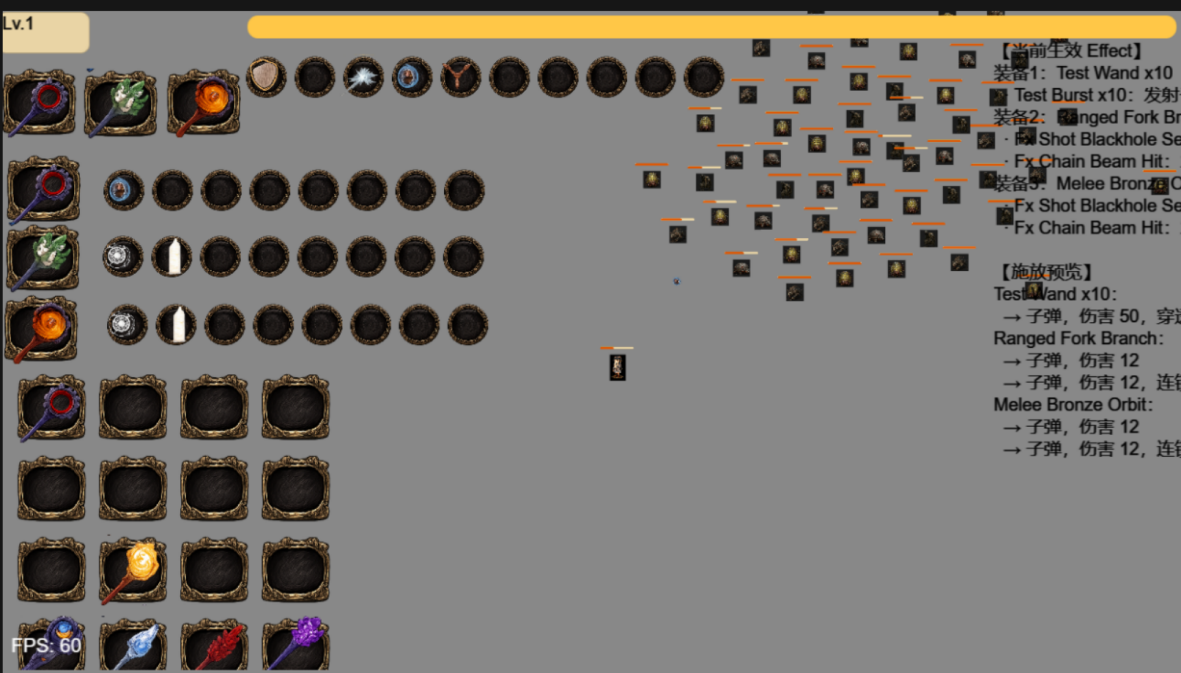 Lv.1
【当前生效 Effect】
装备1：Test Wand x10
Test Burst x10：发射
装备2：Ranged Fork Br
· Fx Shot Blackhole Se
· Fx Chain Beam Hit：
装备3：Melee Bronze O
· Fx Shot Blackhole Se
· Fx Chain Beam Hit：
【施放预览】
Test Wand x10：
→ 子弹，伤害 50，穿
Ranged Fork Branch：
→ 子弹，伤害 12
→ 子弹，伤害 12，连
Melee Bronze Orbit：
→ 子弹，伤害 12
→ 子弹，伤害 12，连
FPS: 60